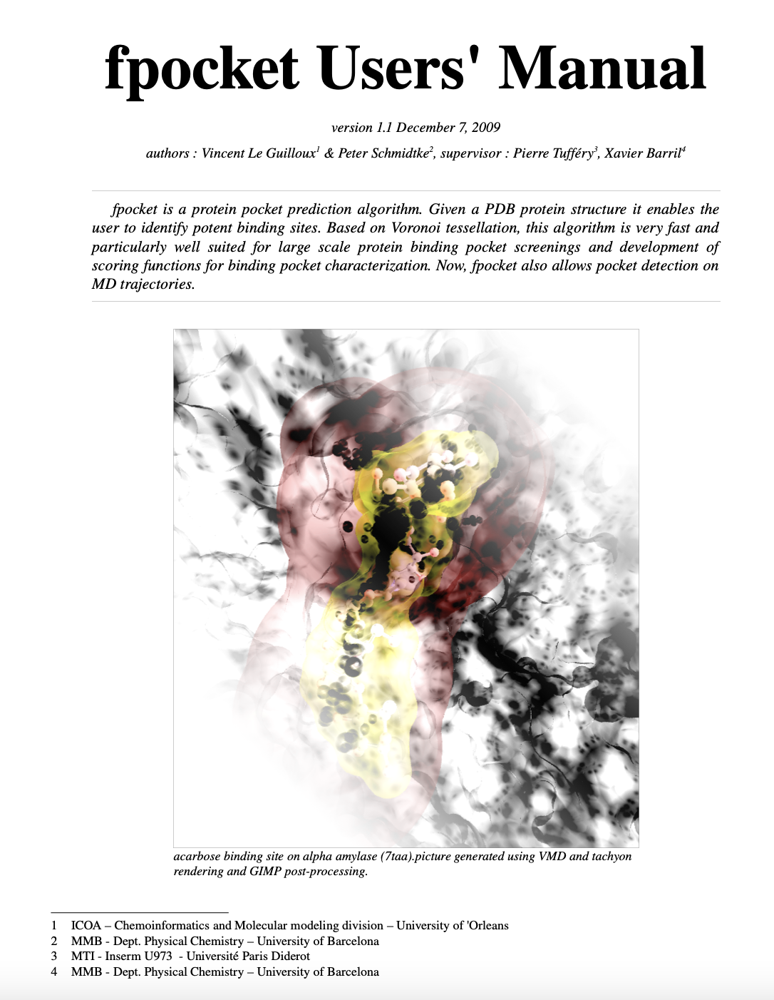 fpocket Users' Manual
version 1.1 December 7, 2009
authors : Vincent Le Guilloux1 & Peter Schmidtke2, supervisor : Pierre Tufféry3, Xavier Barril4
fpocket is a protein pocket prediction algorithm. Given a PDB protein structure it enables the
user to identify potent binding sites. Based on Voronoi tessellation, this algorithm is very fast and
particularly well suited for large scale protein binding pocket screenings and development of
scoring functions for binding pocket characterization. Now, fpocket also allows pocket detection on
MD trajectories.
acarbose binding site on alpha amylase (7taa).picture generated using VMD and tachyon
rendering and GIMP post-processing.
1 ICOA – Chemoinformatics and Molecular modeling division – University of 'Orleans
2 MMB - Dept. Physical Chemistry – University of Barcelona
3 MTI - Inserm U973 - Université Paris Diderot
4 MMB - Dept. Physical Chemistry – University of Barcelona